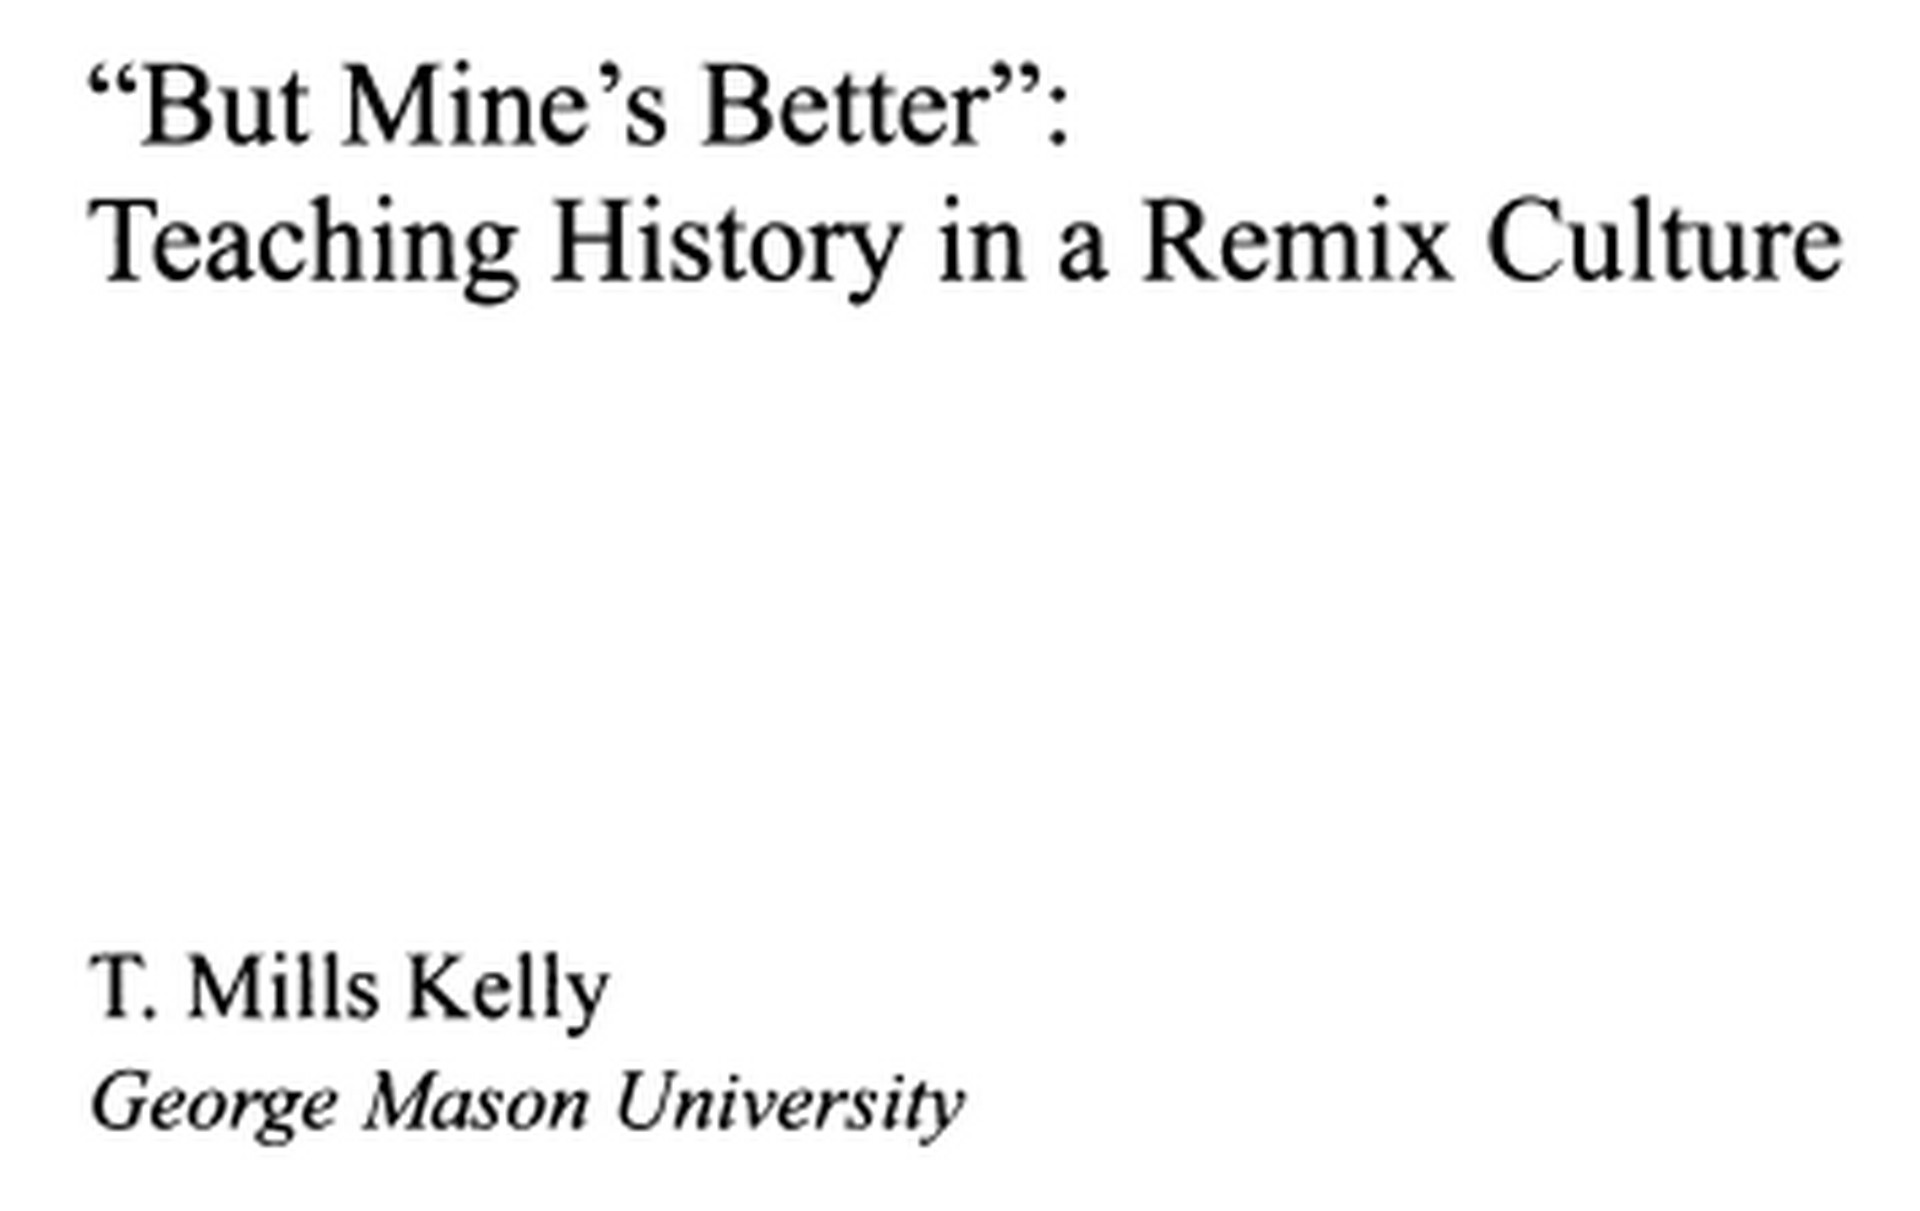 “But Mine’s Better”:
Teaching History in a Remix Culture
T. Mills Kelly
George Mason University